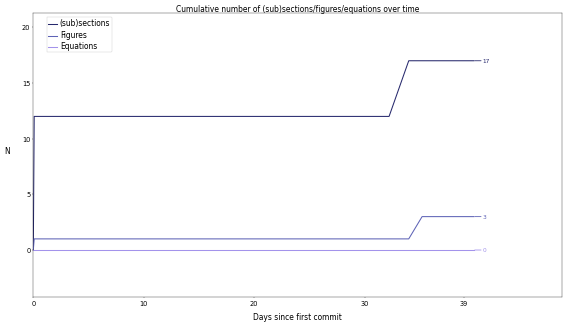 Cumulative number of (sub)sections/figures/equations over time
20
15
10
5
0
N
(sub)sections
Figures
Equations
17
3
0
0
10
20
30
39
Days since first commit